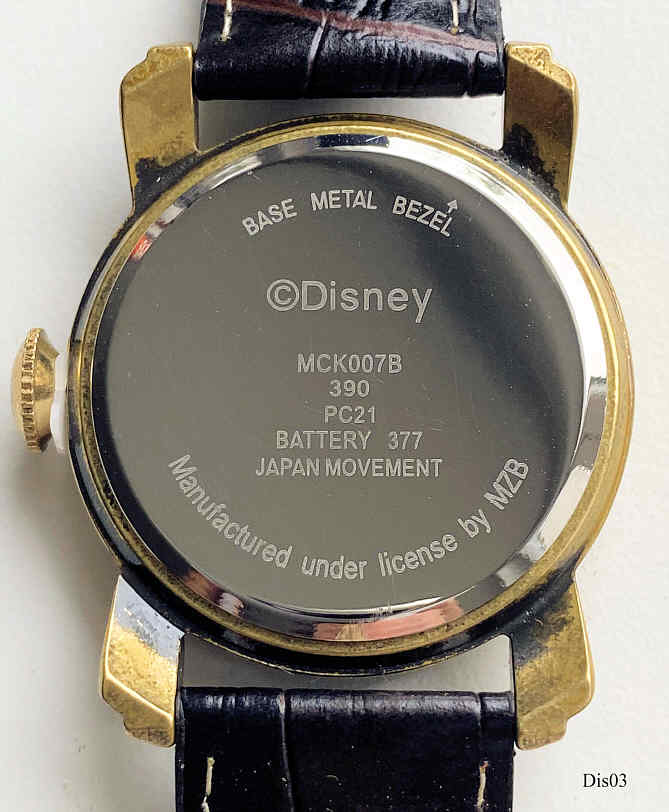 BASE METAL BEZEL
©Disney
MCK007B
390
PC21
BATTERY 377
JAPAN MOVEMENT
Manufactured under license by MZB
Dis03